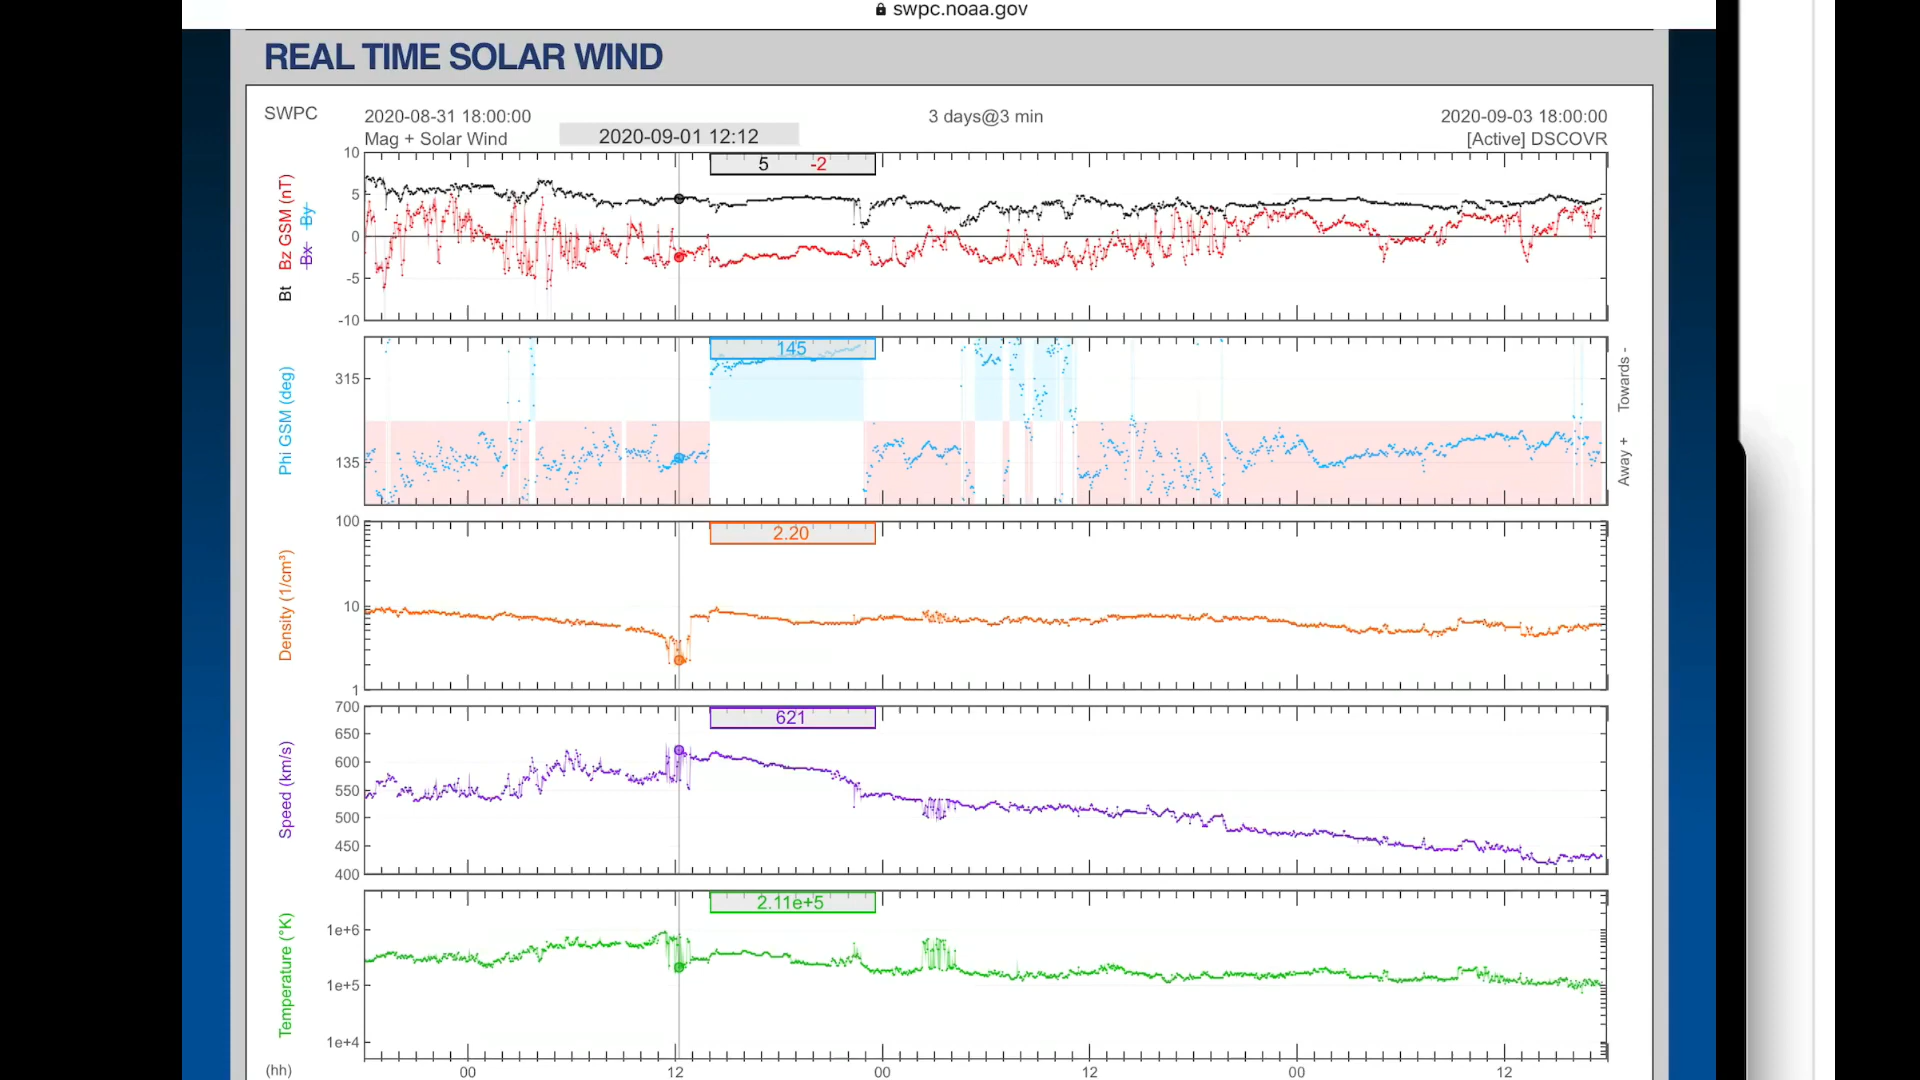 swpc.noaa.gov
REAL TIME SOLAR WIND
SWPC
2020-08-31 18:00:00
3 days@3 min
2020-09-03 18:00:00
Mag + Solar Wind
2020-09-01 12:12
[Active] DSCOVR
5 -2
10
5
0
-5
-10
Bt Bz GSM (nT)
Bx By
145
315
135
Phi GSM (deg)
Away + Towards -
2.20
100
10
1
Density (1/cm³)
621
700
650
600
550
500
450
400
Speed (km/s)
2.11e+5
1e+6
1e+5
1e+4
Temperature (°K)
(hh) 00 12 00 12 00 12